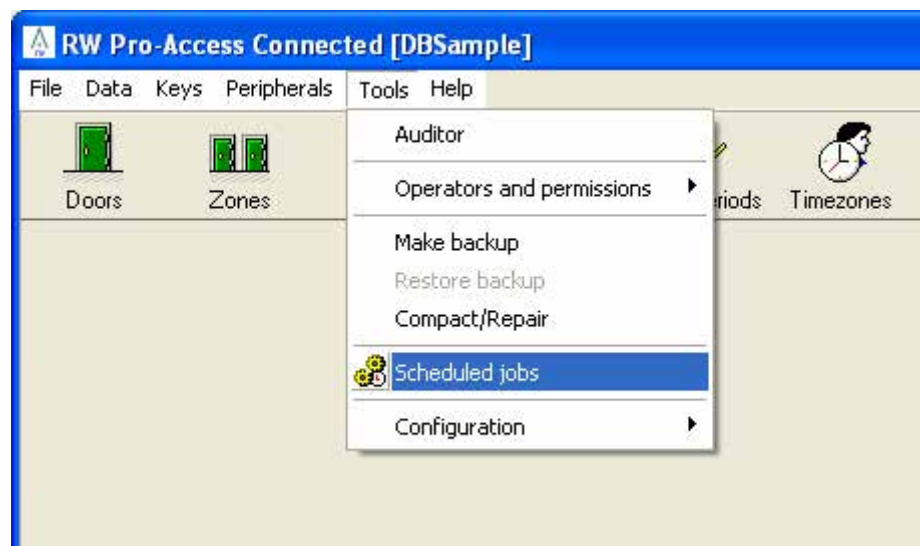 RW Pro-Access Connected [DBSample]
File Data Keys Peripherals Tools Help
Auditor
Operators and permissions
Make backup
Restore backup
Compact/Repair
Scheduled jobs
Configuration
Doors Zones Timezones